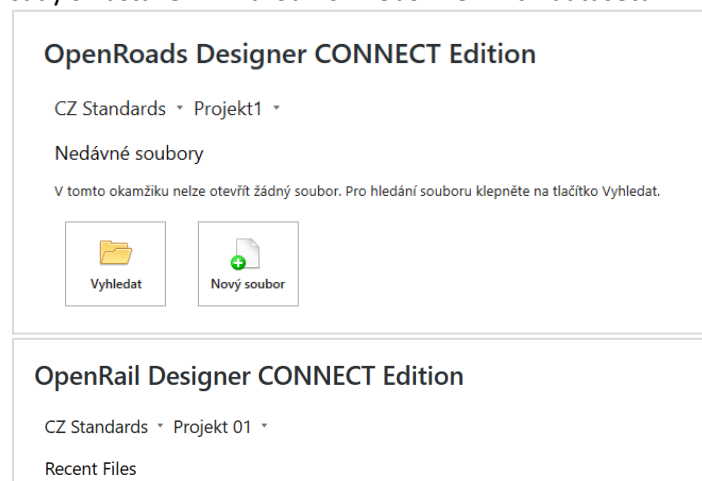 OpenRoads Designer CONNECT Edition
CZ Standards Projekt1
Nedávné soubory
V tomto okamžiku nelze otevřít žádný soubor. Pro hledání souboru klepněte na tlačítko Vyhledat.
Vyhledat Nový soubor
OpenRail Designer CONNECT Edition
CZ Standards Projekt 01
Recent Files